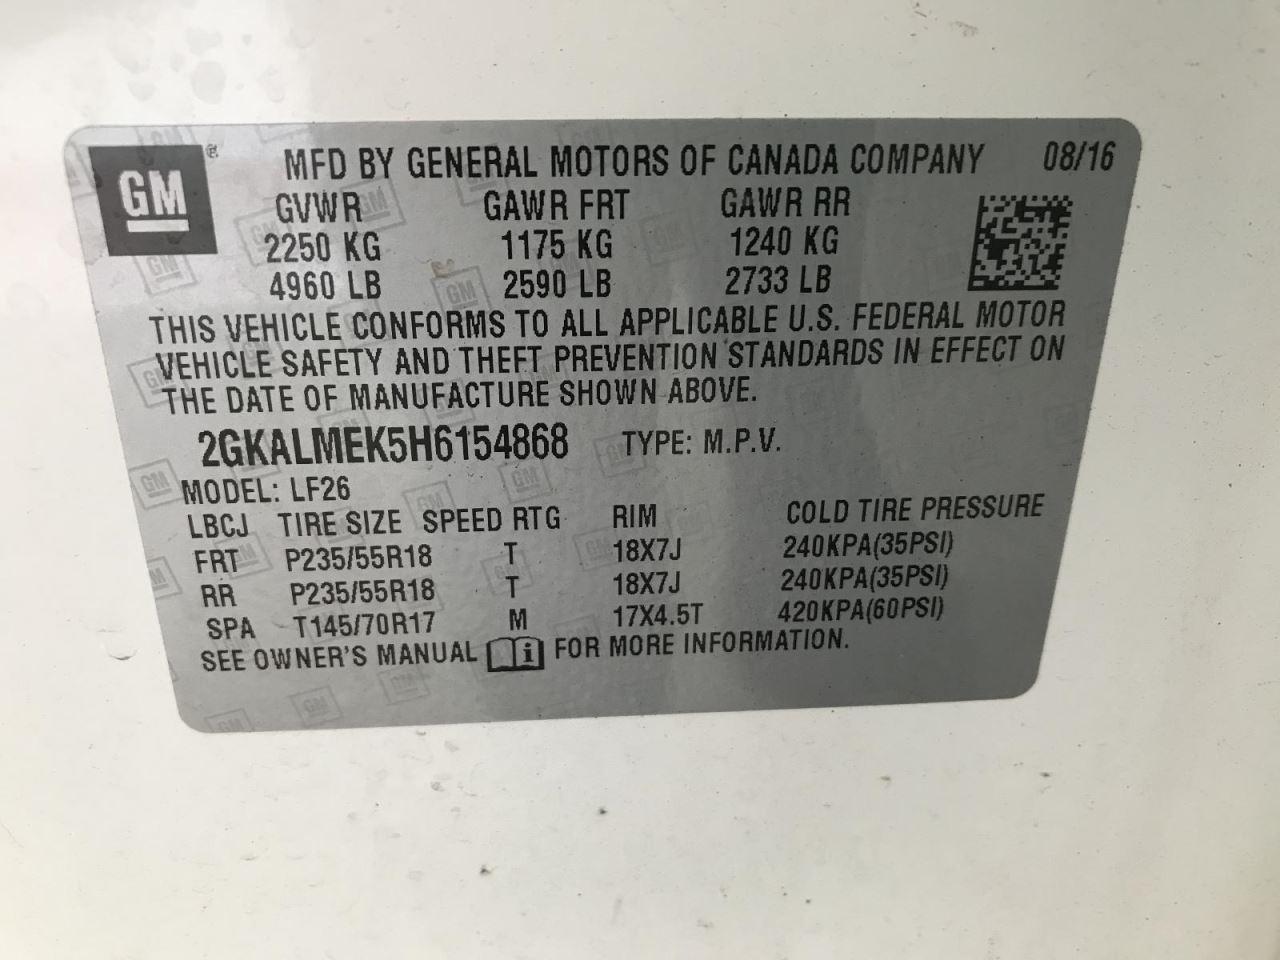 GM® MFD BY GENERAL MOTORS OF CANADA COMPANY 08/16
GVWR GAWR FRT GAWR RR
2250 KG 1175 KG 1240 KG
4960 LB 2590 LB 2733 LB
THIS VEHICLE CONFORMS TO ALL APPLICABLE U.S. FEDERAL MOTOR
VEHICLE SAFETY AND THEFT PREVENTION STANDARDS IN EFFECT ON
THE DATE OF MANUFACTURE SHOWN ABOVE.
2GKALMEK5H6154868 TYPE: M.P.V.
MODEL: LF26
LBCJ TIRE SIZE SPEED RTG RIM COLD TIRE PRESSURE
FRT P235/55R18 T 18X7J 240KPA(35PSI)
RR P235/55R18 T 18X7J 240KPA(35PSI)
SPA T145/70R17 M 17X4.5T 420KPA(60PSI)
SEE OWNER'S MANUAL i FOR MORE INFORMATION.